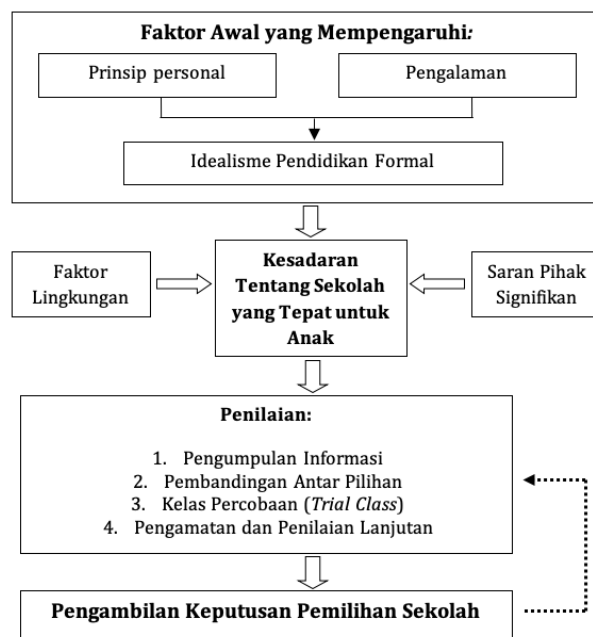 Faktor Awal yang Mempengaruhi:
Prinsip personal
Pengalaman
Idealisme Pendidikan Formal
Faktor
Lingkungan
Kesadaran
Tentang Sekolah
yang Tepat untuk
Anak
Saran Pihak
Signifikan
Penilaian:
1. Pengumpulan Informasi
2. Pembandingan Antar Pilihan
3. Kelas Percobaan (Trial Class)
4. Pengamatan dan Penilaian Lanjutan
Pengambilan Keputusan Pemilihan Sekolah